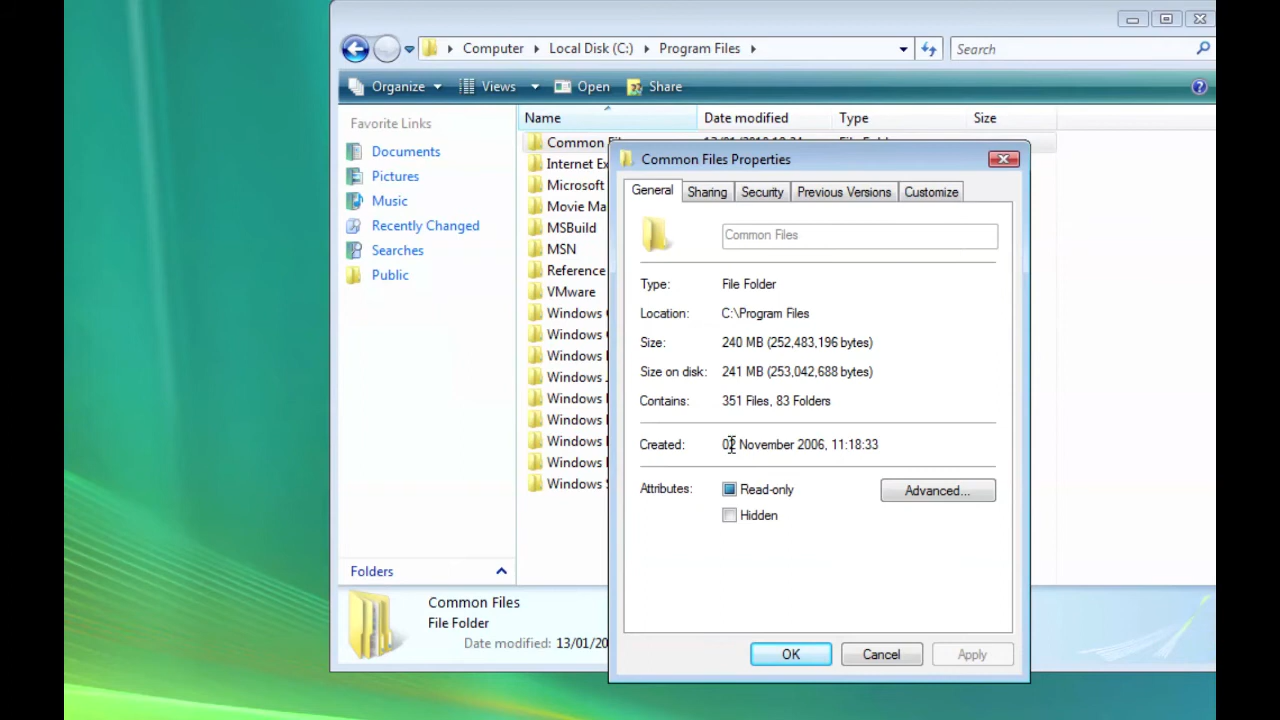 Computer Local Disk (C:) Program Files Search
Organize Views Open Share
Favorite Links
Documents
Pictures
Music
Recently Changed
Searches
Public
Folders
Name Date modified Type Size
Common
Internet
Microsoft
Movie
MSBuild
MSN
Reference
VMware
Windows
Windows
Windows
Windows
Windows
Windows
Windows
Windows
Windows
Common Files Properties
General Sharing Security Previous Versions Customize
Common Files
Type: File Folder
Location: C:\Program Files
Size: 240 MB (252,483,196 bytes)
Size on disk: 241 MB (253,042,688 bytes)
Contains: 351 Files, 83 Folders
Created: 02 November 2006, 11:18:33
Attributes: Read-only Advanced...
Hidden
OK Cancel Apply
Common Files
File Folder
Date modified: 13/01/20